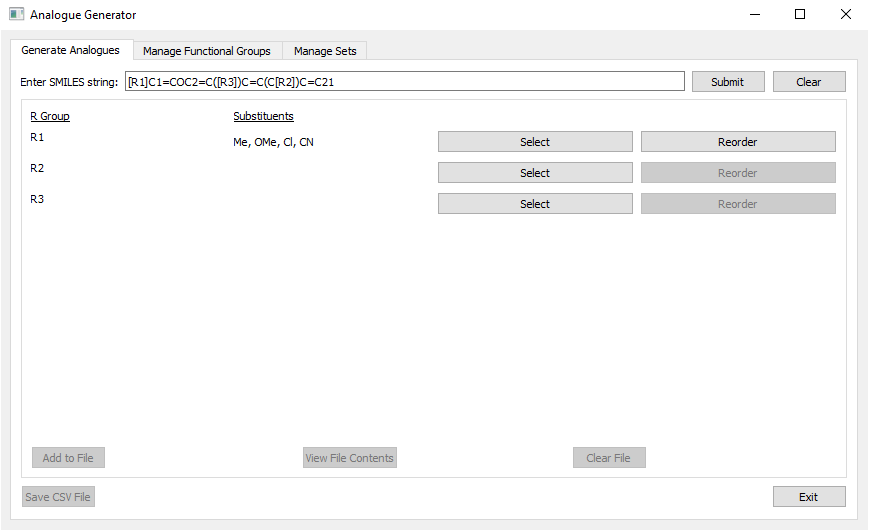 Analogue Generator
Generate Analogues Manage Functional Groups Manage Sets
Enter SMILES string: [R1]C1=COC2=C([R3])C=C(C[R2])C=C21 Submit Clear
R Group Substituents
R1 Me, OMe, Cl, CN Select Reorder
R2 Select Reorder
R3 Select Reorder
Add to File View File Contents Clear File
Save CSV File Exit